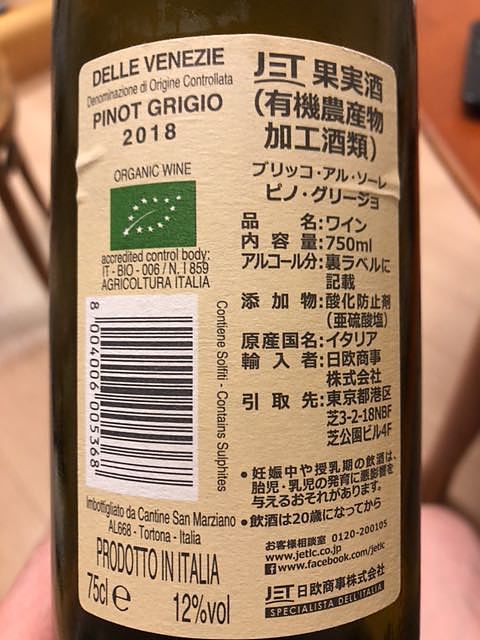 DELLE VENEZIE
Denominazione di Origine Controllata
PINOT GRIGIO
2018
ORGANIC WINE
accredited control body:
IT - BIO - 006 / N. I 859
AGRICOLTURA ITALIA
8 004006 005368
Contiene Solfiti - Contains Sulphites
Imbottigliato da Cantine San Marziano
AL668 - Tortona - Italia
PRODOTTO IN ITALIA
75cl e 12%vol
JET 果実酒
(有機農産物
加工酒類)
ブリッコ・アル・ソーレ
ピノ・グリージョ
品名:ワイン
内容量:750ml
アルコール分:裏ラベルに
記載
添加物:酸化防止剤
(亜硫酸塩)
原産国名:イタリア
輸入者:日欧商事
株式会社
引取先:東京都港区
芝3-2-18NBF
芝公園ビル4F
• 妊娠中や授乳期の飲酒は、
胎児・乳児の発育に悪影響を
与えるおそれがあります。
• 飲酒は20歳になってから
お客様相談室 0120-200105
www.jetlc.co.jp
f www.facebook.com/jetlc
JET 日欧商事株式会社
SPECIALISTA DELL'ITALIA